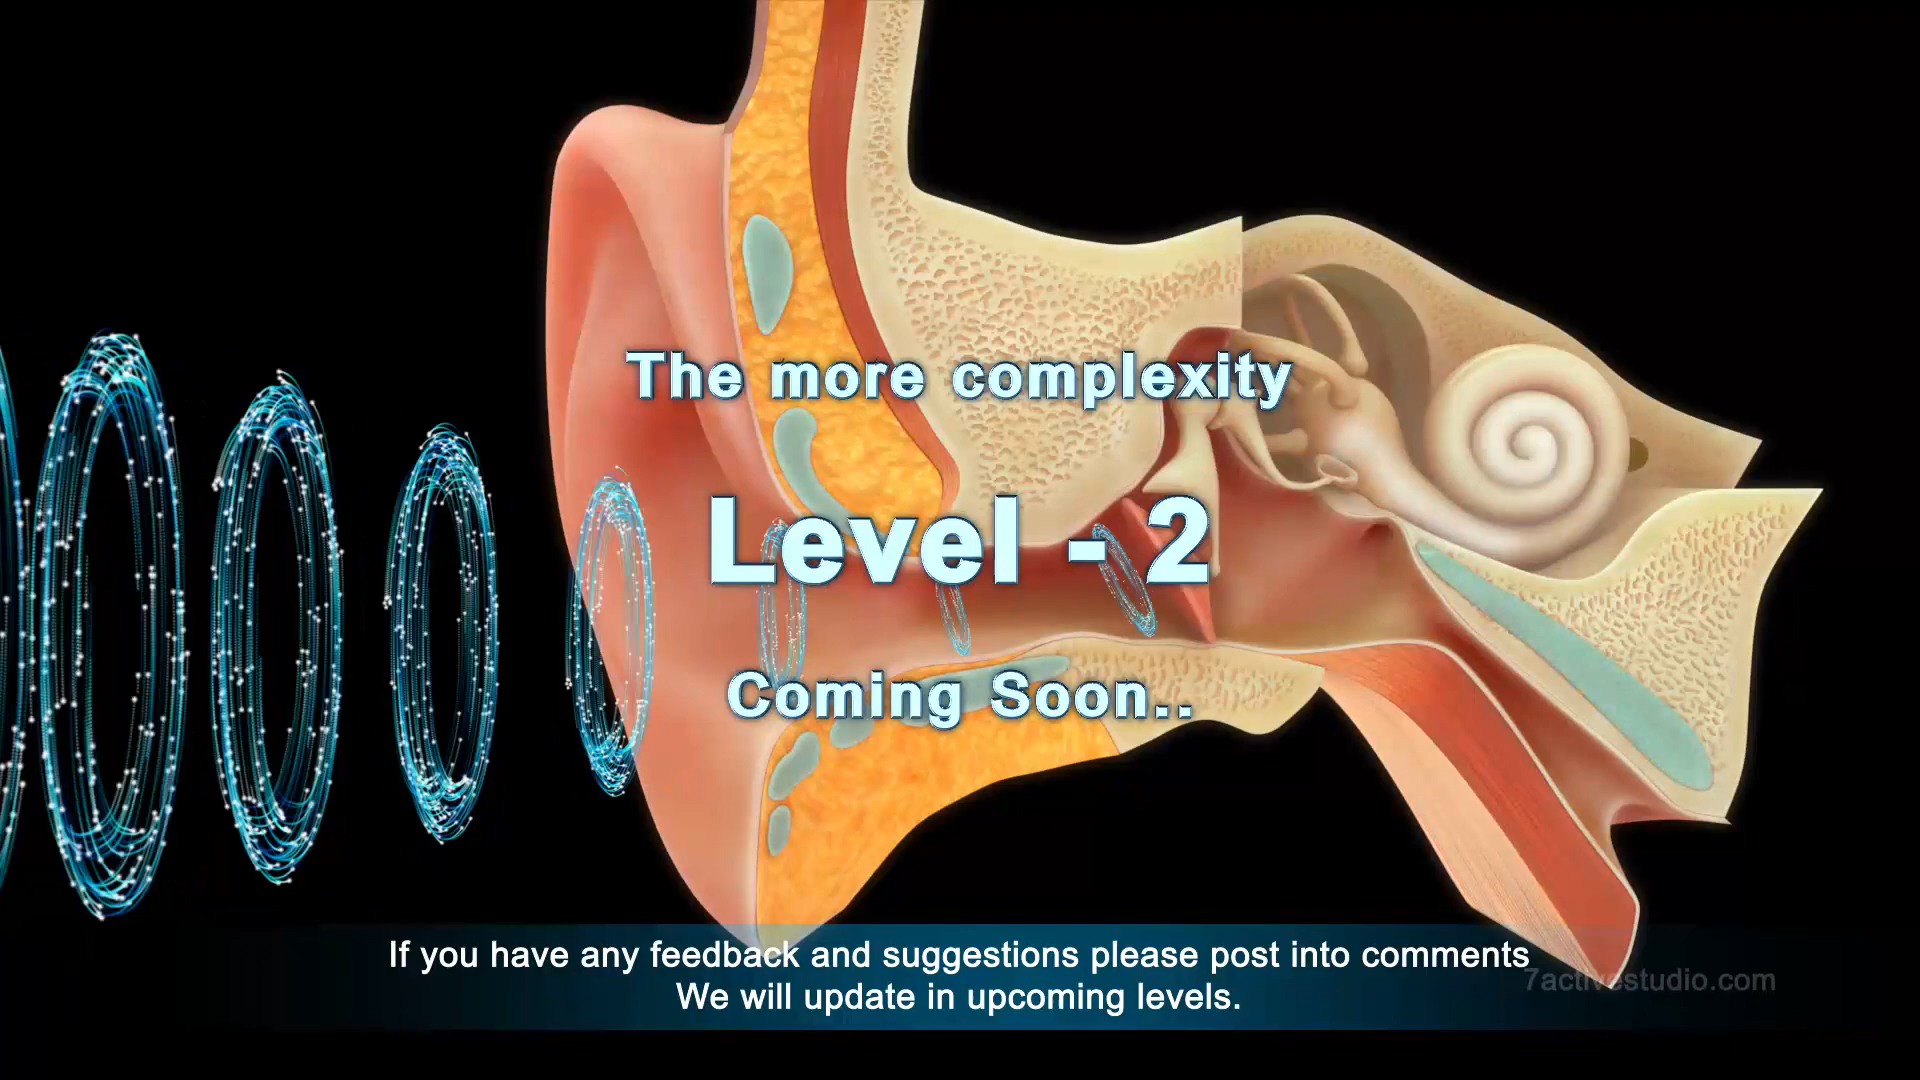 The more complexity
Level - 2
Coming Soon..
If you have any feedback and suggestions please post into comments
We will update in upcoming levels.
7activestudio.com